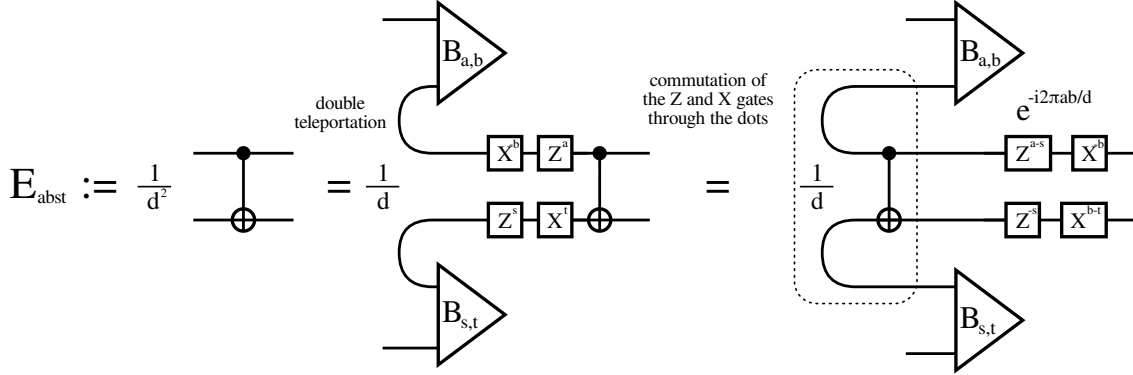 E_abst := 1/d²
= 1/d
double
teleportation
B_a,b
X^b Z^a
Z^s X^t
B_s,t
=
commutation of
the Z and X gates
through the dots
1/d
B_a,b
e^-i2πab/d
Z^a-s X^b
Z^-s X^b-t
B_s,t